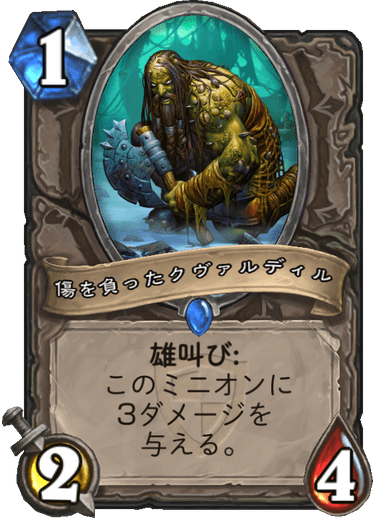 1
傷を負ったクヴァルディル
雄叫び:
このミニオンに
3ダメージを
与える。
2
4